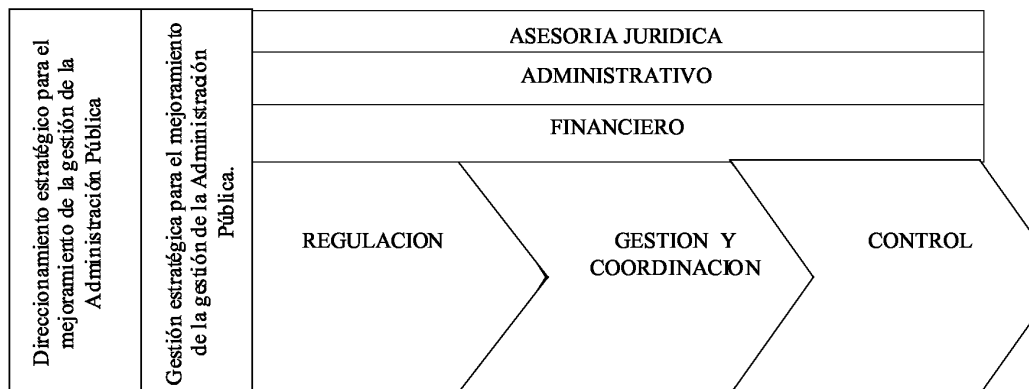 Direccionamiento estratégico para el
mejoramiento de la gestión de la
Administración Pública
Gestión estratégica para el mejoramiento
de la gestión de la Administración
Pública.
ASESORIA JURIDICA
ADMINISTRATIVO
FINANCIERO
REGULACION
GESTION Y
COORDINACION
CONTROL